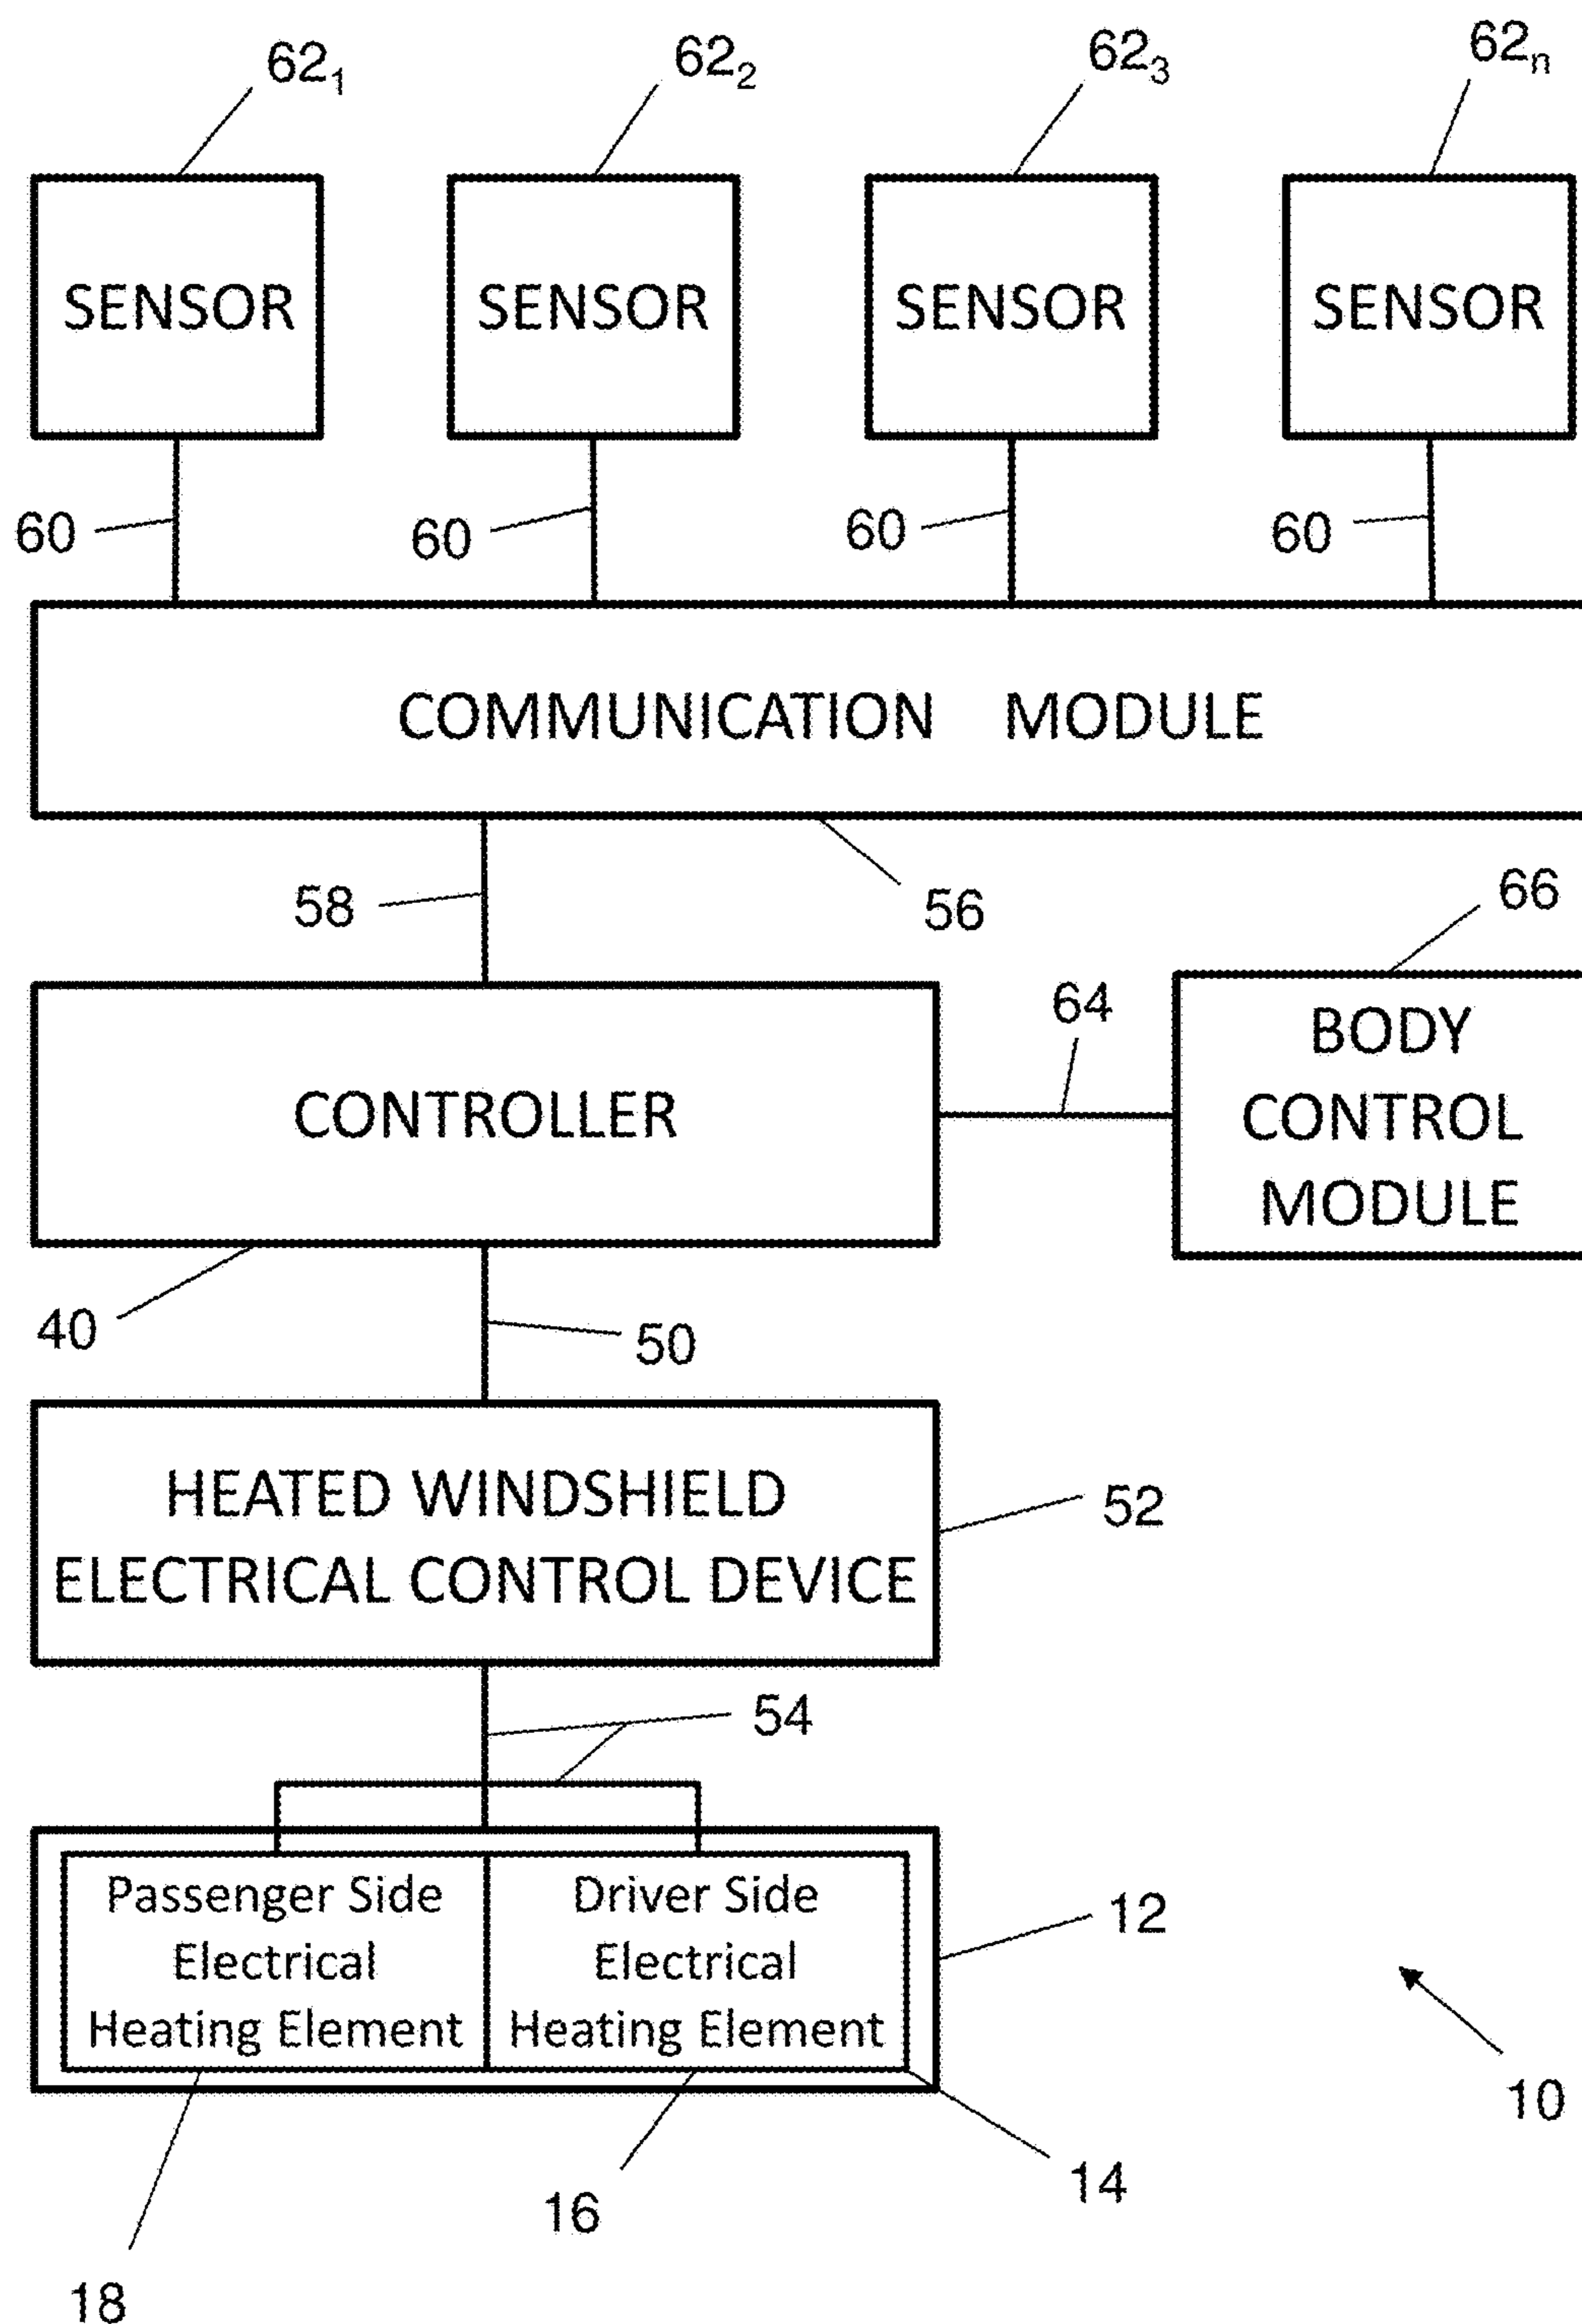 62₁ 62₂ 62₃ 62ₙ
SENSOR SENSOR SENSOR SENSOR
60 60 60 60
COMMUNICATION MODULE
58 56 66
64
BODY
CONTROL
MODULE
CONTROLLER
40 50
HEATED WINDSHIELD
ELECTRICAL CONTROL DEVICE
52
54
Passenger Side
Electrical
Heating Element
Driver Side
Electrical
Heating Element
12
10
14
16
18